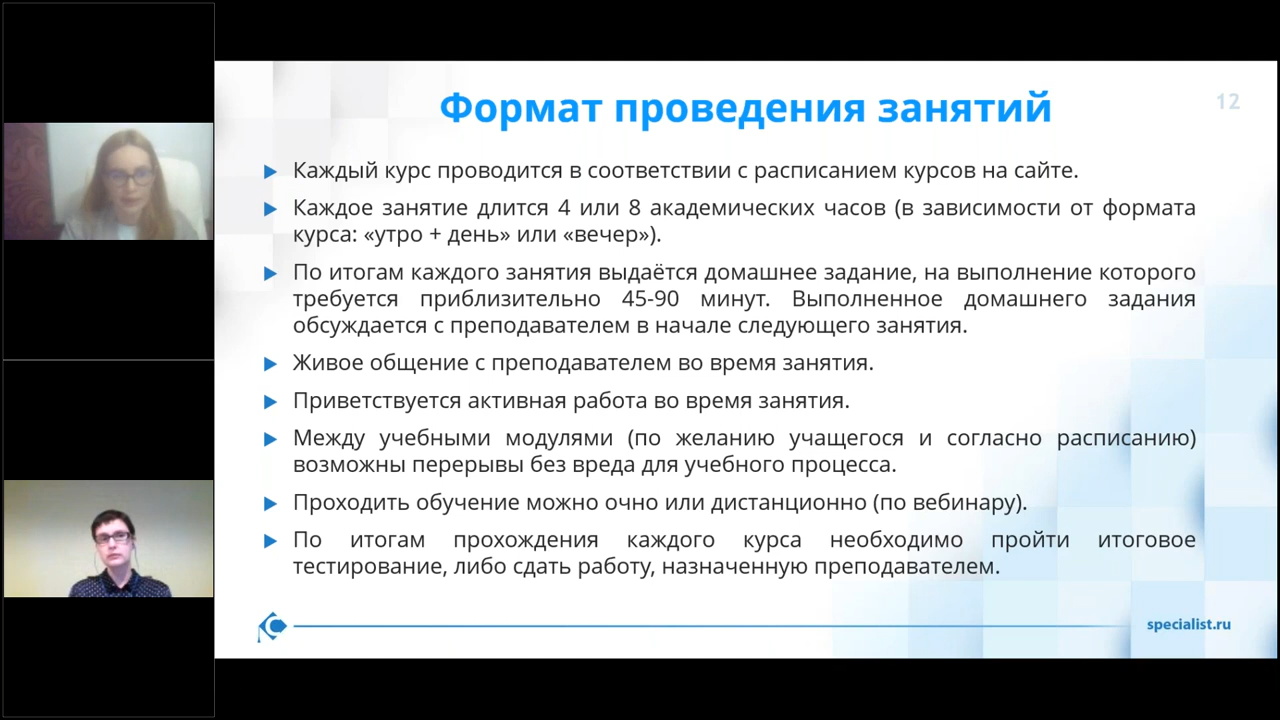 Формат проведения занятий
12
Каждый курс проводится в соответствии с расписанием курсов на сайте.
Каждое занятие длится 4 или 8 академических часов (в зависимости от формата
курса: «утро + день» или «вечер»).
По итогам каждого занятия выдаётся домашнее задание, на выполнение которого
требуется приблизительно 45-90 минут. Выполненное домашнего задания
обсуждается с преподавателем в начале следующего занятия.
Живое общение с преподавателем во время занятия.
Приветствуется активная работа во время занятия.
Между учебными модулями (по желанию учащегося и согласно расписанию)
возможны перерывы без вреда для учебного процесса.
Проходить обучение можно очно или дистанционно (по вебинару).
По итогам прохождения каждого курса необходимо пройти итоговое
тестирование, либо сдать работу, назначенную преподавателем.
specialist.ru